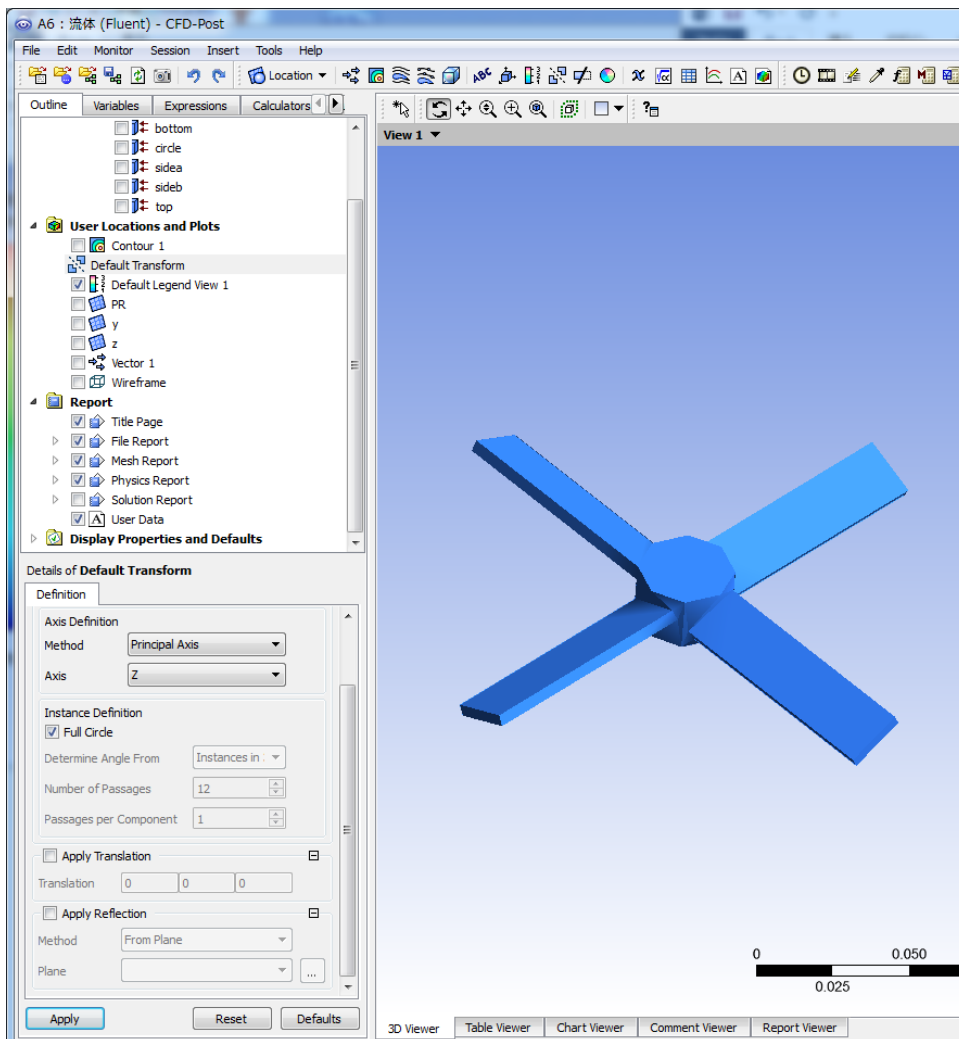 A6 : 流体 (Fluent) - CFD-Post
File Edit Monitor Session Insert Tools Help
Location
Outline Variables Expressions Calculators
View 1
bottom
circle
sidea
sideb
top
User Locations and Plots
Contour 1
Default Transform
Default Legend View 1
PR
y
z
Vector 1
Wireframe
Report
Title Page
File Report
Mesh Report
Physics Report
Solution Report
A User Data
Display Properties and Defaults
Details of Default Transform
Definition
Axis Definition
Method Principal Axis
Axis Z
Instance Definition
Full Circle
Determine Angle From Instances in
Number of Passages 12
Passages per Component 1
Apply Translation
Translation 0 0 0
Apply Reflection
Method From Plane
Plane ...
Apply Reset Defaults
0 0.050
0.025
3D Viewer Table Viewer Chart Viewer Comment Viewer Report Viewer